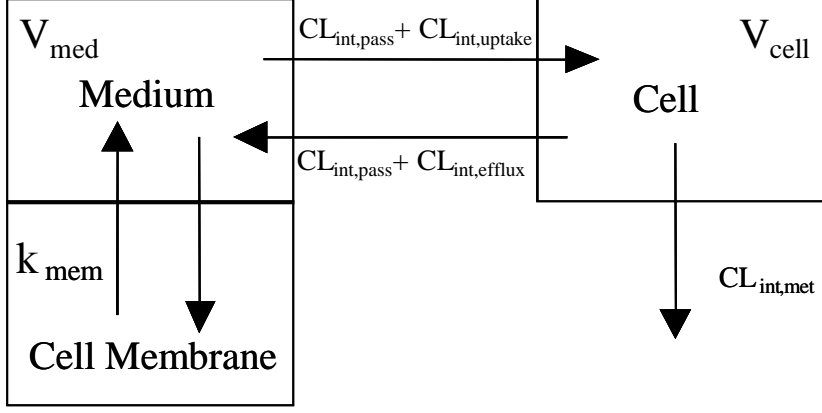 V_med
CL_int,pass + CL_int,uptake
V_cell
Medium
Cell
CL_int,pass + CL_int,efflux
k_mem
CL_int,met
Cell Membrane